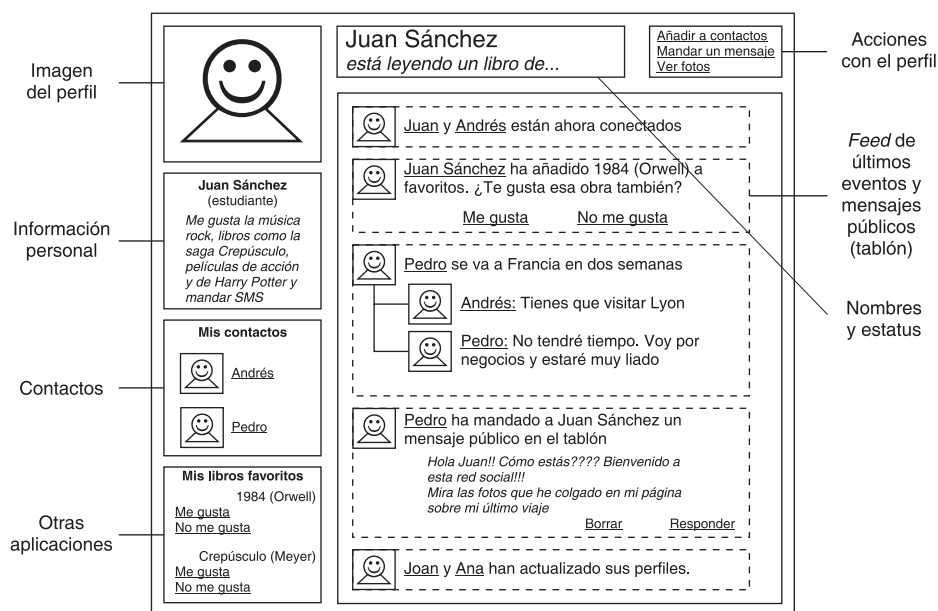 Imagen
del perfil
Información
personal
Contactos
Otras
aplicaciones
Juan Sánchez
(estudiante)
Me gusta la música
rock, libros como la
saga Crepúsculo,
películas de acción
y de Harry Potter y
mandar SMS
Mis contactos
Andrés
Pedro
Mis libros favoritos
1984 (Orwell)
Me gusta
No me gusta
Crepúsculo (Meyer)
Me gusta
No me gusta
Juan Sánchez
está leyendo un libro de...
Añadir a contactos
Mandar un mensaje
Ver fotos
Juan y Andrés están ahora conectados
Juan Sánchez ha añadido 1984 (Orwell) a
favoritos. ¿Te gusta esa obra también?
Me gusta No me gusta
Pedro se va a Francia en dos semanas
Andrés: Tienes que visitar Lyon
Pedro: No tendré tiempo. Voy por
negocios y estaré muy liado
Pedro ha mandado a Juan Sánchez un
mensaje público en el tablón
Hola Juan!! Cómo estás???? Bienvenido a
esta red social!!!
Mira las fotos que he colgado en mi página
sobre mi último viaje
Borrar Responder
Joan y Ana han actualizado sus perfiles.
Acciones
con el perfil
Feed de
últimos
eventos y
mensajes
públicos
(tablón)
Nombres
y estatus